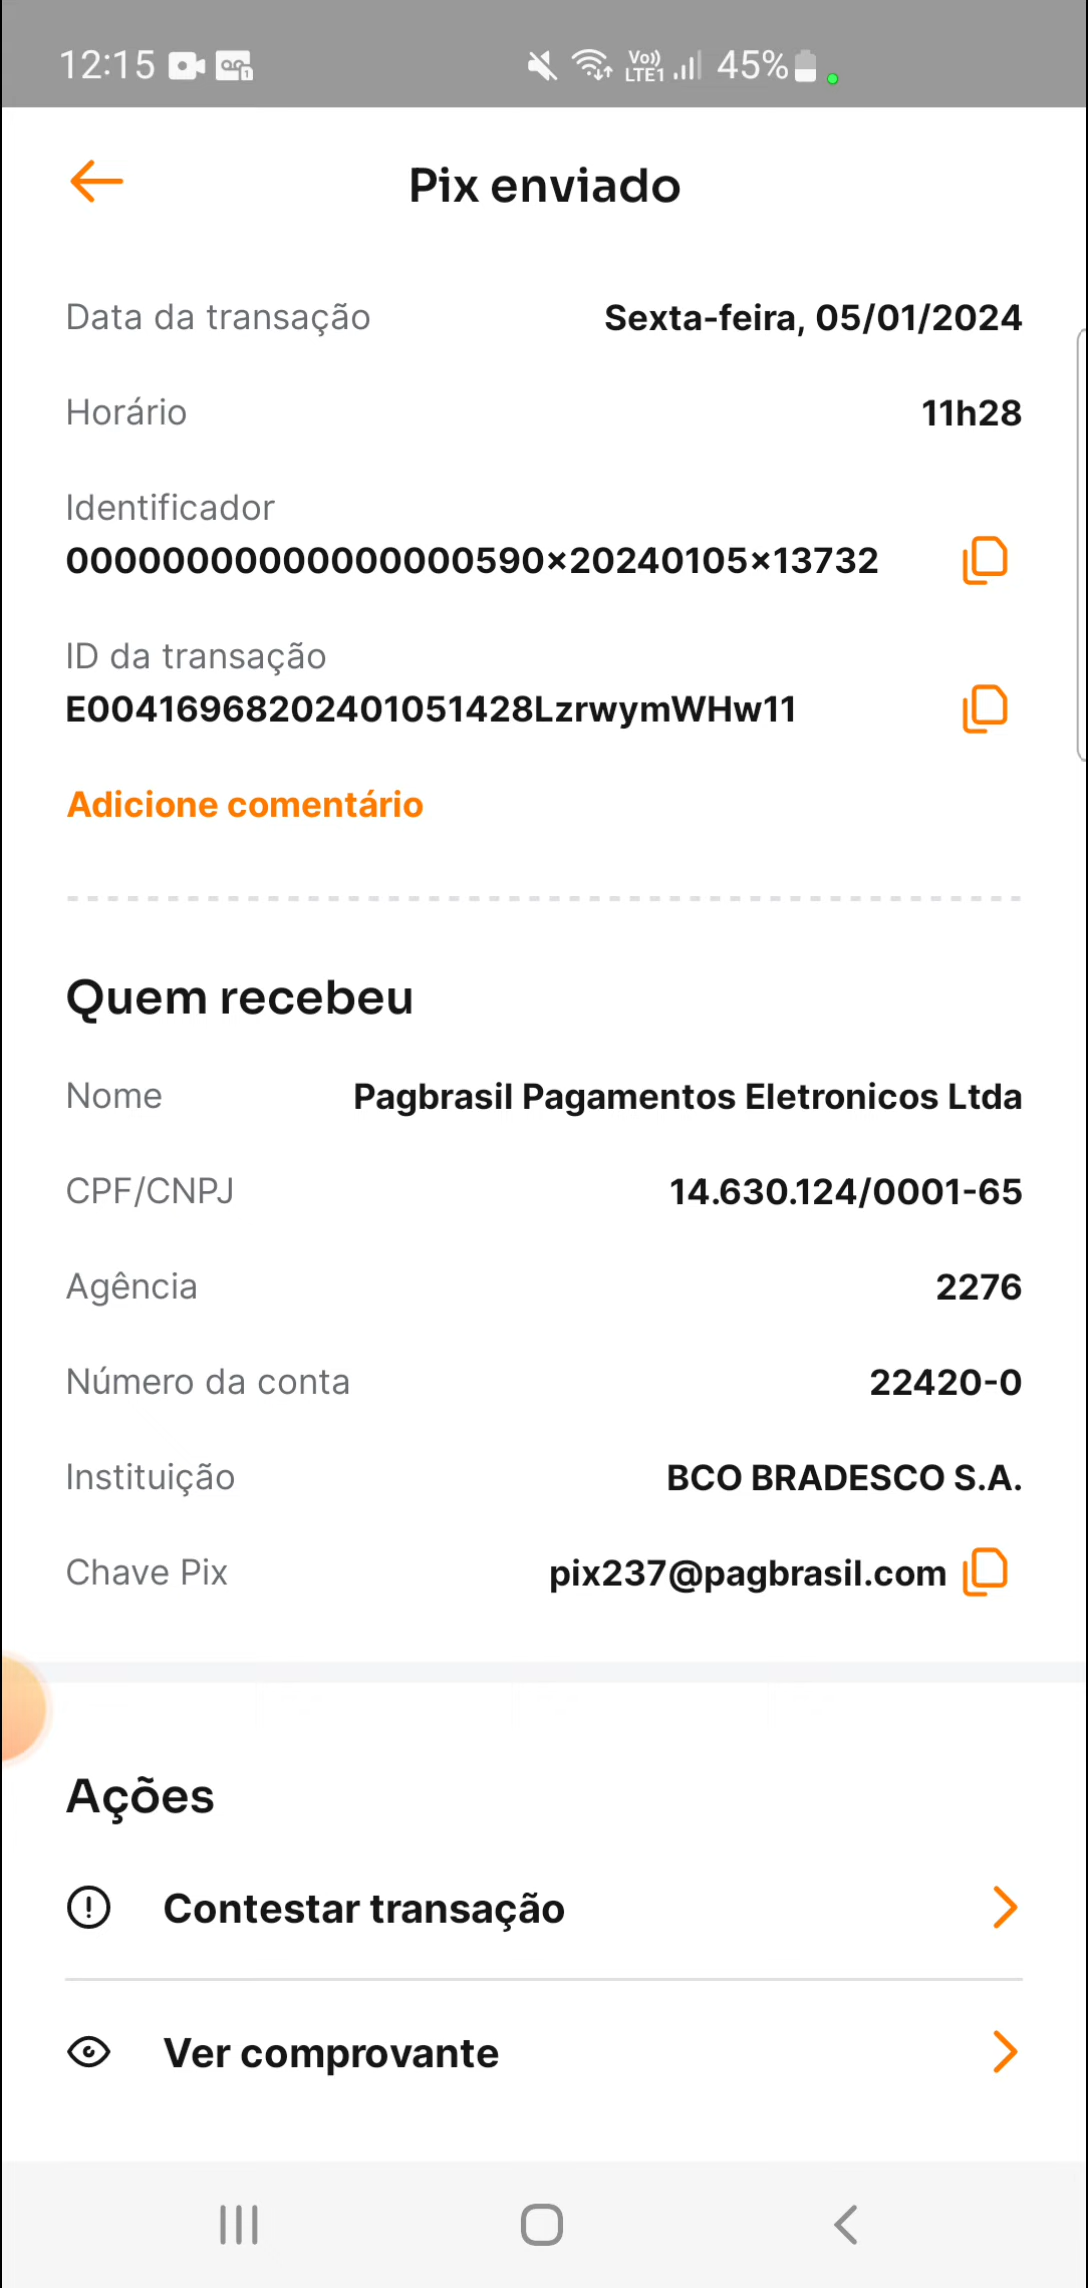 12:15 Vo)) LTE1 45%
Pix enviado
Data da transação Sexta-feira, 05/01/2024
Horário 11h28
Identificador
00000000000000000590×20240105×13732
ID da transação
E00416968202401051428LzrwymWHw11
Adicione comentário
Quem recebeu
Nome Pagbrasil Pagamentos Eletronicos Ltda
CPF/CNPJ 14.630.124/0001-65
Agência 2276
Número da conta 22420-0
Instituição BCO BRADESCO S.A.
Chave Pix pix237@pagbrasil.com
Ações
Contestar transação
Ver comprovante